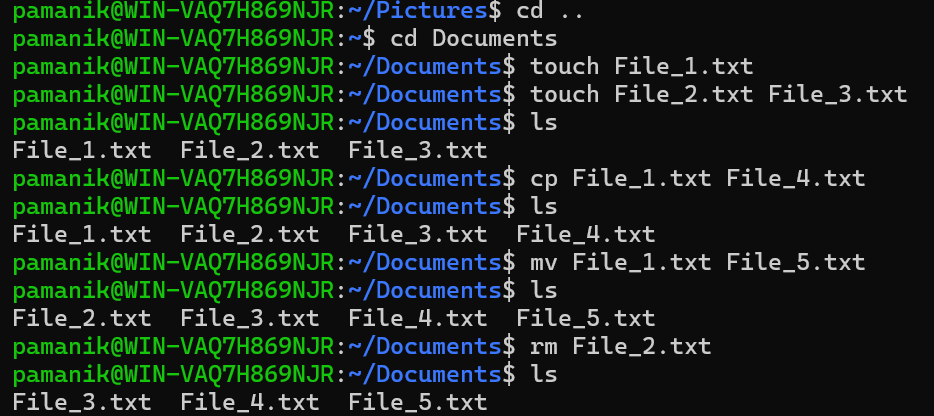 pamanik@WIN-VAQ7H869NJR:~/Pictures$ cd ..
pamanik@WIN-VAQ7H869NJR:~$ cd Documents
pamanik@WIN-VAQ7H869NJR:~/Documents$ touch File_1.txt
pamanik@WIN-VAQ7H869NJR:~/Documents$ touch File_2.txt File_3.txt
pamanik@WIN-VAQ7H869NJR:~/Documents$ ls
File_1.txt  File_2.txt  File_3.txt
pamanik@WIN-VAQ7H869NJR:~/Documents$ cp File_1.txt File_4.txt
pamanik@WIN-VAQ7H869NJR:~/Documents$ ls
File_1.txt  File_2.txt  File_3.txt  File_4.txt
pamanik@WIN-VAQ7H869NJR:~/Documents$ mv File_1.txt File_5.txt
pamanik@WIN-VAQ7H869NJR:~/Documents$ ls
File_2.txt  File_3.txt  File_4.txt  File_5.txt
pamanik@WIN-VAQ7H869NJR:~/Documents$ rm File_2.txt
pamanik@WIN-VAQ7H869NJR:~/Documents$ ls
File_3.txt  File_4.txt  File_5.txt